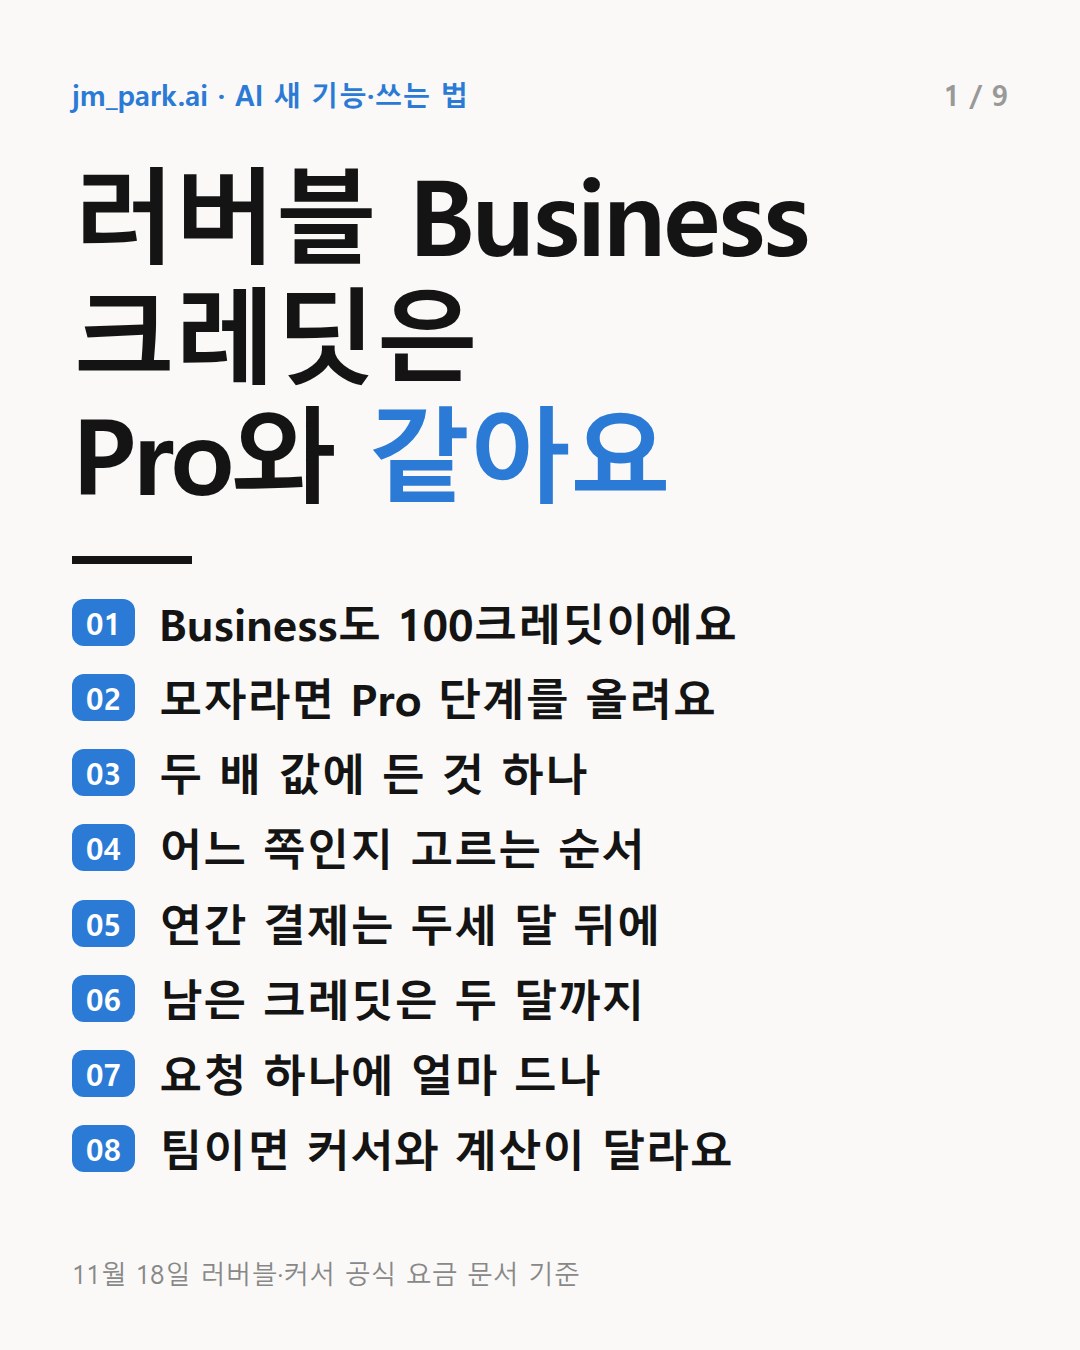 jm_park.ai · AI 새 기능·쓰는 법
1 / 9
러버블 Business
크레딧은
Pro와 같아요
01 Business도 100크레딧이에요
02 모자라면 Pro 단계를 올려요
03 두 배 값에 든 것 하나
04 어느 쪽인지 고르는 순서
05 연간 결제는 두세 달 뒤에
06 남은 크레딧은 두 달까지
07 요청 하나에 얼마 드나
08 팀이면 커서와 계산이 달라요
11월 18일 러버블·커서 공식 요금 문서 기준